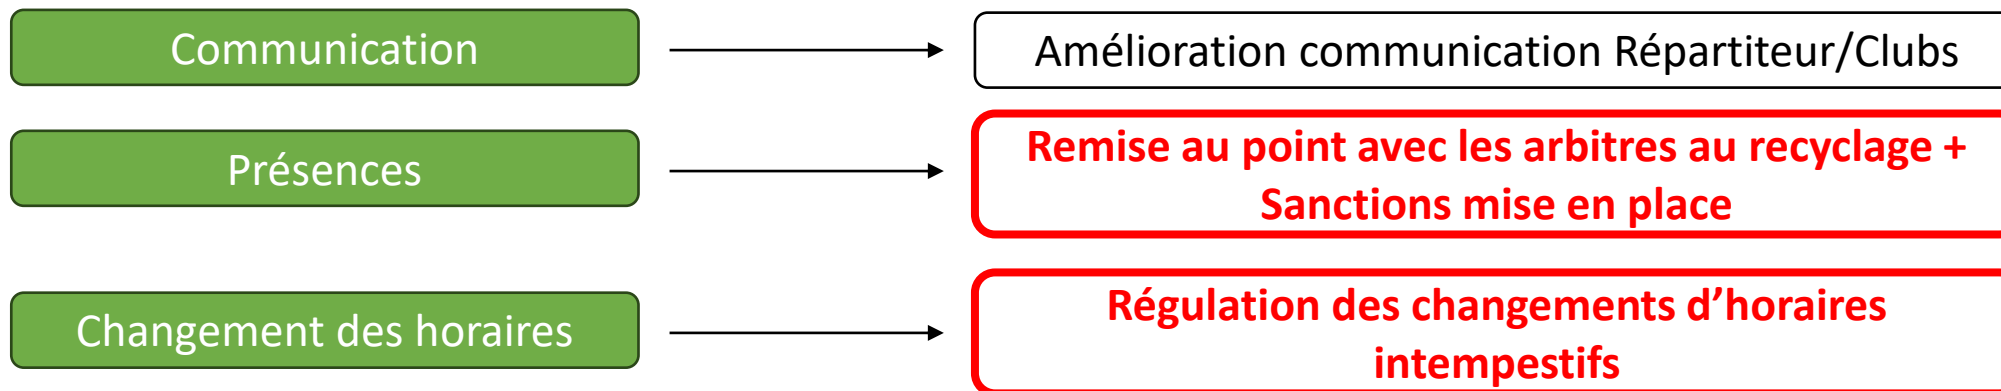 Communication
Amélioration communication Répartiteur/Clubs
Présences
Remise au point avec les arbitres au recyclage +
Sanctions mise en place
Changement des horaires
Régulation des changements d’horaires
intempestifs